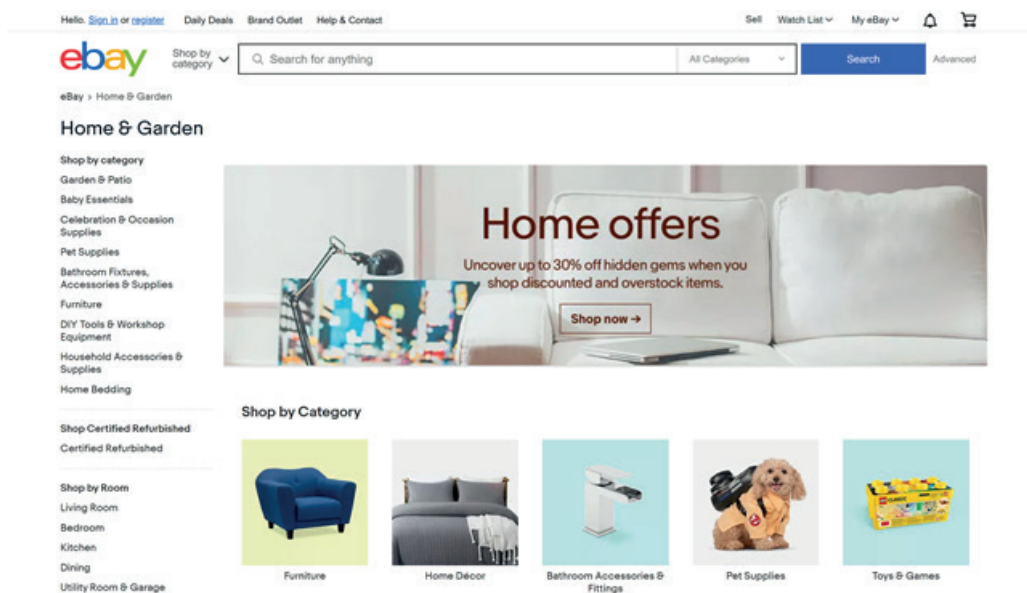 Hello. Sign in or register Daily Deals Brand Outlet Help & Contact Sell Watch List My eBay
ebay
Shop by
category
Search for anything
All Categories
Search
Advanced
eBay > Home & Garden
Home & Garden
Shop by category
Garden & Patio
Baby Essentials
Celebration & Occasion
Supplies
Pet Supplies
Bathroom Fixtures,
Accessories & Supplies
Furniture
DIY Tools & Workshop
Equipment
Household Accessories &
Supplies
Home Bedding
Shop Certified Refurbished
Certified Refurbished
Shop by Room
Living Room
Bedroom
Kitchen
Dining
Utility Room & Garage
Home offers
Uncover up to 30% off hidden gems when you
shop discounted and overstock items.
Shop now →
Shop by Category
Furniture
Home Décor
Bathroom Accessories &
Fittings
Pet Supplies
CLASSIC
Toys & Games